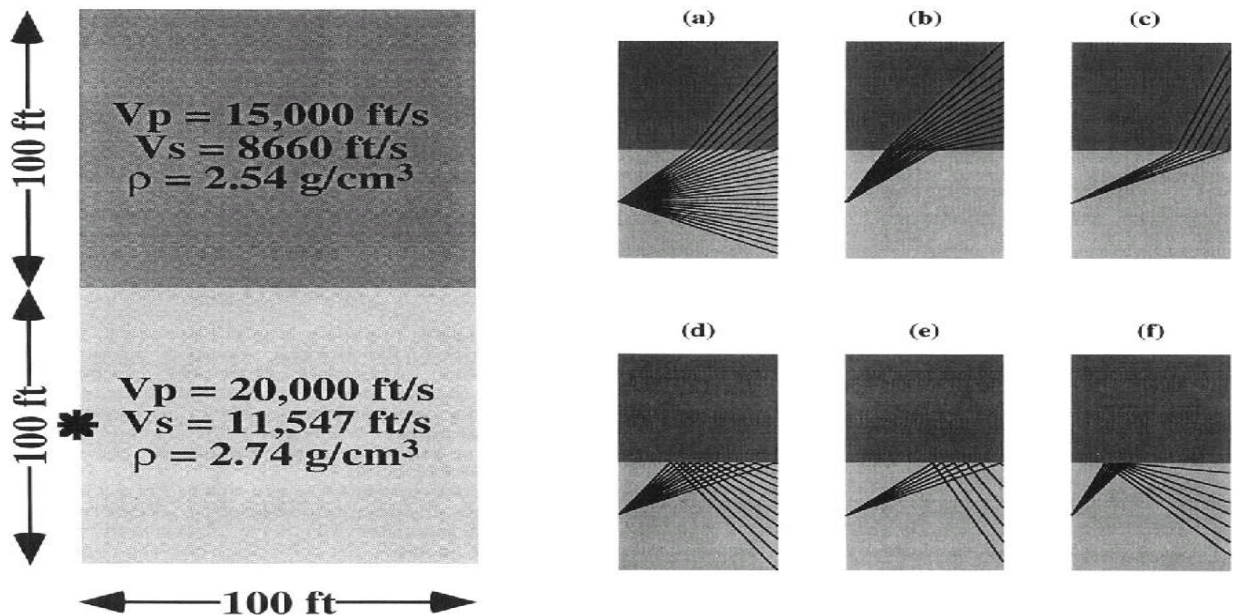 100 ft
Vp = 15,000 ft/s
Vs = 8660 ft/s
ρ = 2.54 g/cm³
100 ft
Vp = 20,000 ft/s
Vs = 11,547 ft/s
ρ = 2.74 g/cm³
100 ft
(a)
(b)
(c)
(d)
(e)
(f)